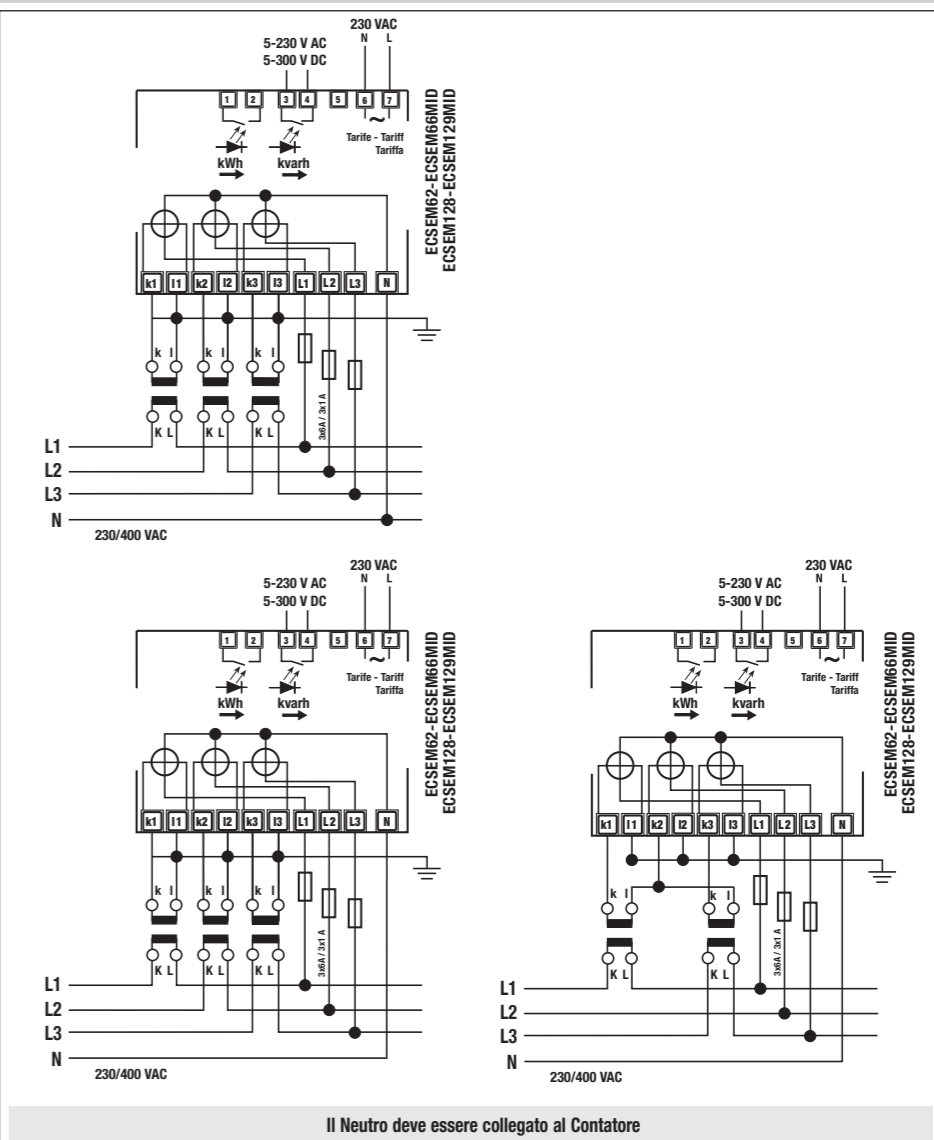 230 VAC
N L
5-230 V AC
5-300 V DC
1 2 3 4 5 6 7
~
Tarife - Tariff
Tariffa
kWh kvarh
ECSEM62-ECSEM66MID
ECSEM128-ECSEM129MID
k1 l1 k2 l2 k3 l3 L1 L2 L3 N
k l k l k l
3x6A / 3x1 A
K L K L K L
L1
L2
L3
N
230/400 VAC
230 VAC
N L
5-230 V AC
5-300 V DC
1 2 3 4 5 6 7
~
Tarife - Tariff
Tariffa
kWh kvarh
ECSEM62-ECSEM66MID
ECSEM128-ECSEM129MID
k1 l1 k2 l2 k3 l3 L1 L2 L3 N
k l k l k l
3x6A / 3x1 A
K L K L K L
L1
L2
L3
N
230/400 VAC
230 VAC
N L
5-230 V AC
5-300 V DC
1 2 3 4 5 6 7
~
Tarife - Tariff
Tariffa
kWh kvarh
ECSEM62-ECSEM66MID
ECSEM128-ECSEM129MID
k1 l1 k2 l2 k3 l3 L1 L2 L3 N
k l k l
3x6A / 3x1 A
K L K L
L1
L2
L3
N
230/400 VAC
Il Neutro deve essere collegato al Contatore